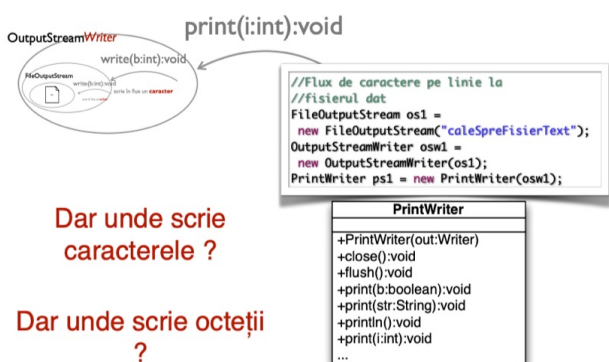 print(i:int):void
OutputStreamWriter
write(b:int):void
FileOutputStream
write(b:int):void
scrie în flux un caracter
//Flux de caractere pe linie la
//fisierul dat
FileOutputStream os1 =
new FileOutputStream("caleSpreFisierText");
OutputStreamWriter osw1 =
new OutputStreamWriter(os1);
PrintWriter ps1 = new PrintWriter(osw1);
Dar unde scrie
caracterele ?
Dar unde scrie octeții
?
PrintWriter
+PrintWriter(out:Writer)
+close():void
+flush():void
+print(b:boolean):void
+print(str:String):void
+println():void
+print(i:int):void
...